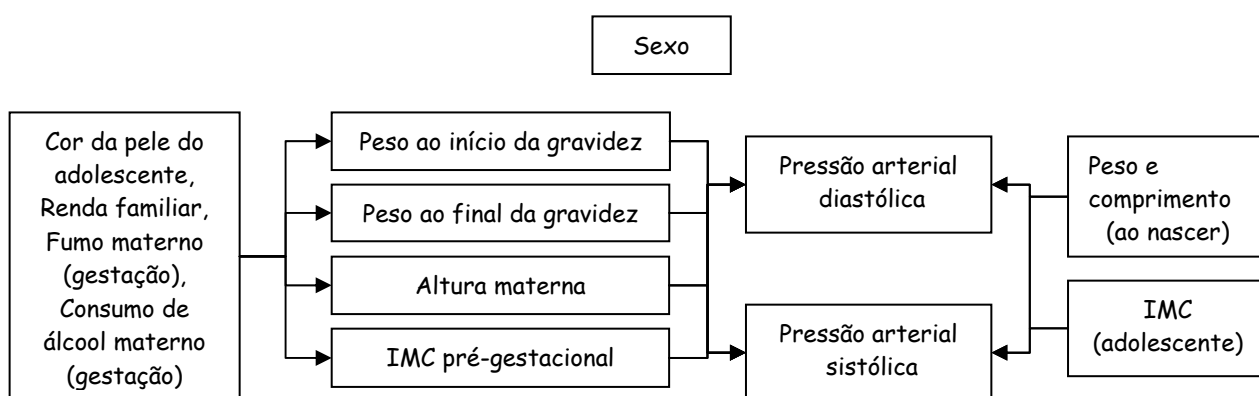 Sexo
Cor da pele do
adolescente,
Renda familiar,
Fumo materno
(gestação),
Consumo de
álcool materno
(gestação)
Peso ao início da gravidez
Peso ao final da gravidez
Altura materna
IMC pré-gestacional
Pressão arterial
diastólica
Pressão arterial
sistólica
Peso e
comprimento
(ao nascer)
IMC
(adolescente)